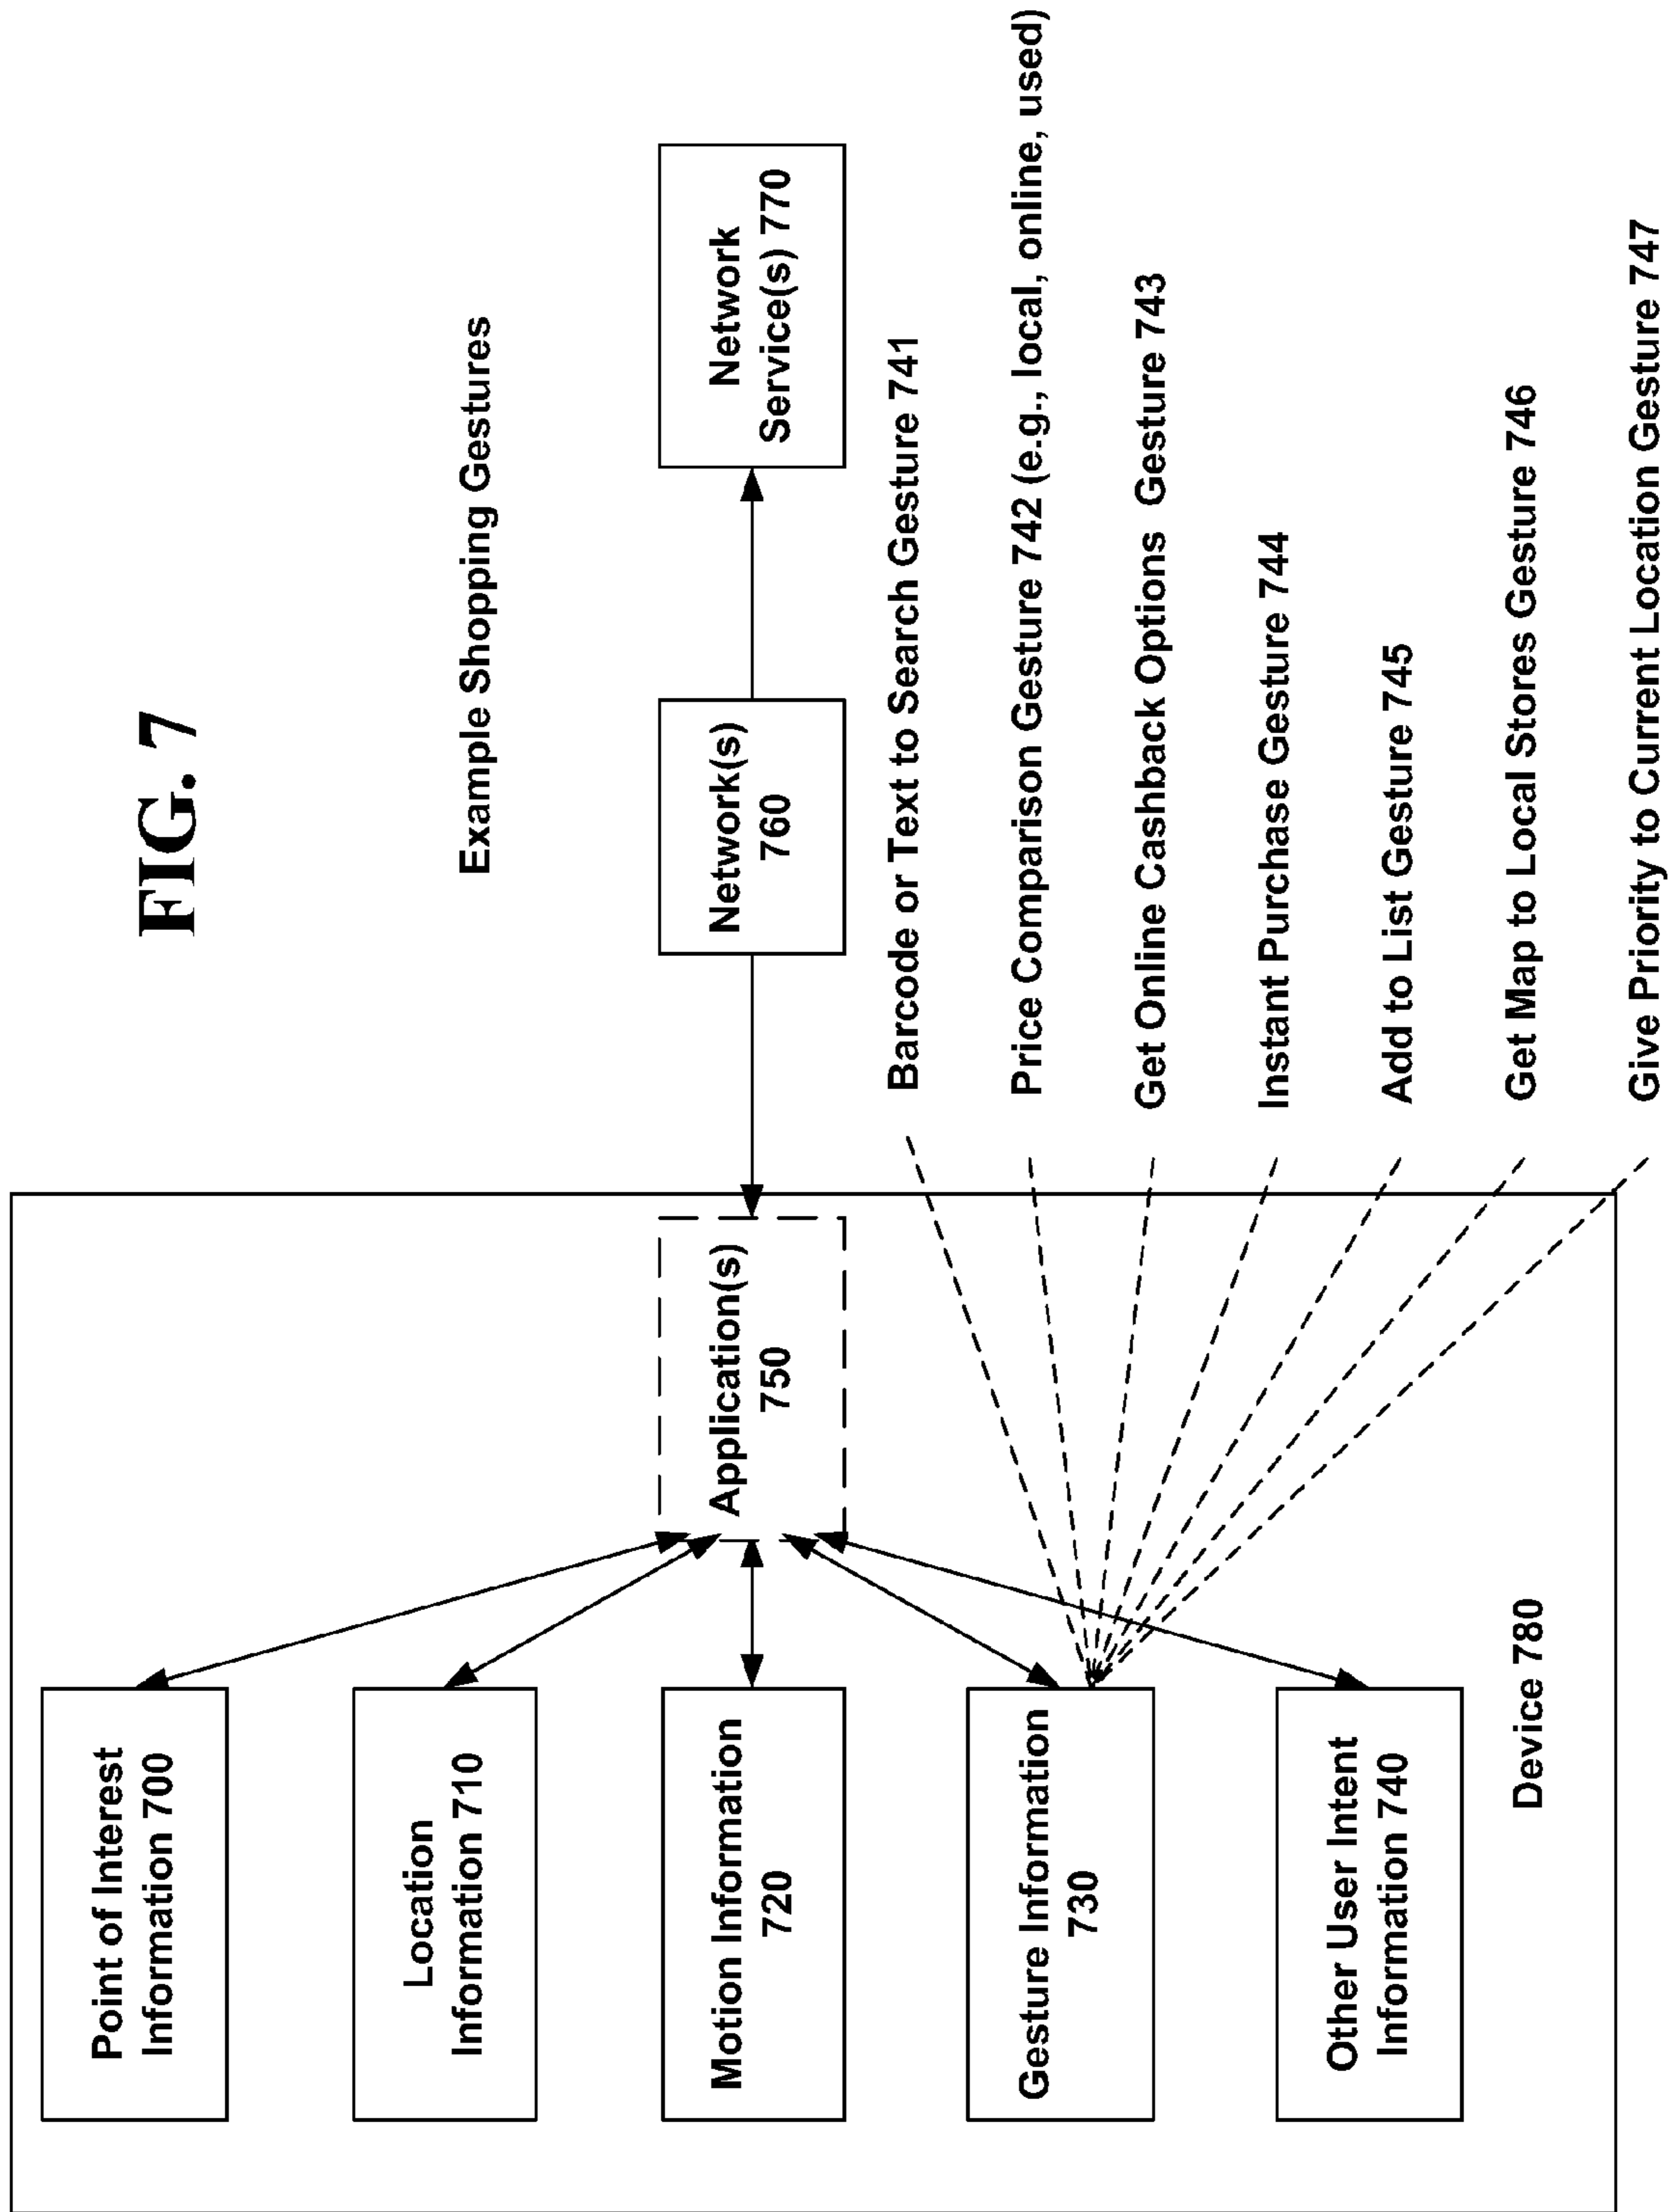 FIG. 7
Example Shopping Gestures
Point of Interest
Information 700
Location
Information 710
Motion Information
720
Gesture Information
730
Other User Intent
Information 740
Device 780
Application(s)
750
Network(s)
760
Network
Service(s) 770
Barcode or Text to Search Gesture 741
Price Comparison Gesture 742 (e.g., local, online, used)
Get Online Cashback Options Gesture 743
Instant Purchase Gesture 744
Add to List Gesture 745
Get Map to Local Stores Gesture 746
Give Priority to Current Location Gesture 747